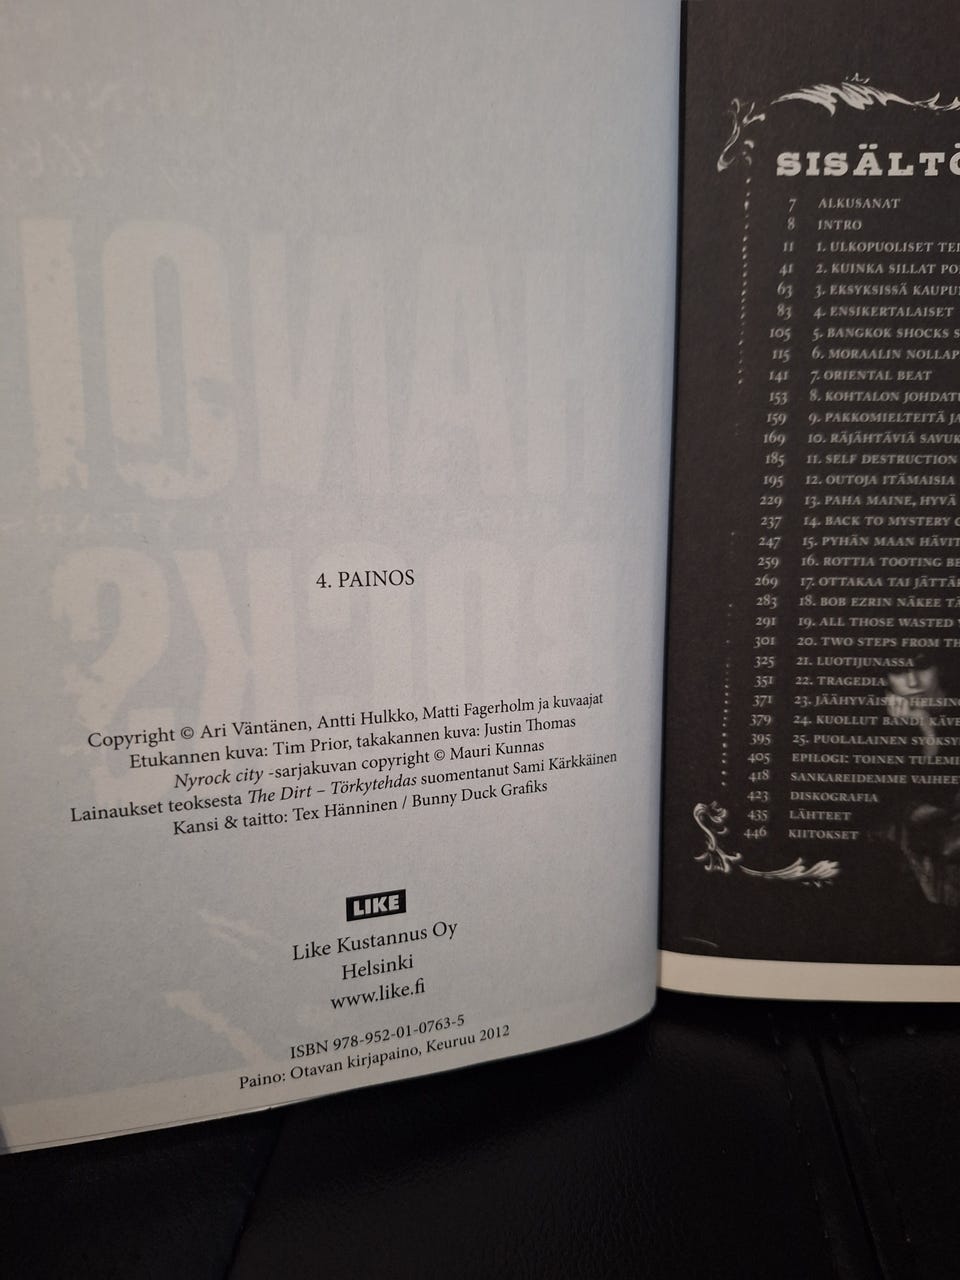 4. PAINOS
Copyright © Ari Väntänen, Antti Hulkko, Matti Fagerholm ja kuvaajat
Etukannen kuva: Tim Prior, takakannen kuva: Justin Thomas
Nyrock city -sarjakuvan copyright © Mauri Kunnas
Lainaukset teoksesta The Dirt – Törkytehdas suomentanut Sami Kärkkäinen
Kansi & taitto: Tex Hänninen / Bunny Duck Grafiks
LIKE
Like Kustannus Oy
Helsinki
www.like.fi
ISBN 978-952-01-0763-5
Paino: Otavan kirjapaino, Keuruu 2012
SISÄLTÖ
7 ALKUSANAT
8 INTRO
11 1. ULKOPUOLISET
41 2. KUINKA SILLAT
63 3. EKSYKSISSÄ
83 4. ENSIKERTALAISET
105 5. BANGKOK SHOCKS
115 6. MORAALIN
141 7. ORIENTAL BEAT
153 8. KOHTALON
159 9. PAKKOMIELTEITÄ
169 10. RÄJÄHTÄVIÄ
185 11. SELF DESTRUCTION
195 12. OUTOJA ITÄMAISIA
229 13. PAHA MAINE, HYVÄ
237 14. BACK TO MYSTERY
247 15. PYHÄN MAAN
259 16. ROTTIA TOOTING
269 17. OTTAKAA TAI
283 18. BOB EZRIN NÄKEE
291 19. ALL THOSE WASTED
301 20. TWO STEPS FROM
325 21. LUOTIJUNASSA
351 22. TRAGEDIA
371 23.
379 24. KUOLLUT BÄNDI
395 25. PUOLALAINEN
405 EPILOGI: TOINEN
418 SANKAREIDEMME
423 DISKOGRAFIA
435 LÄHTEET
446 KIITOKSET